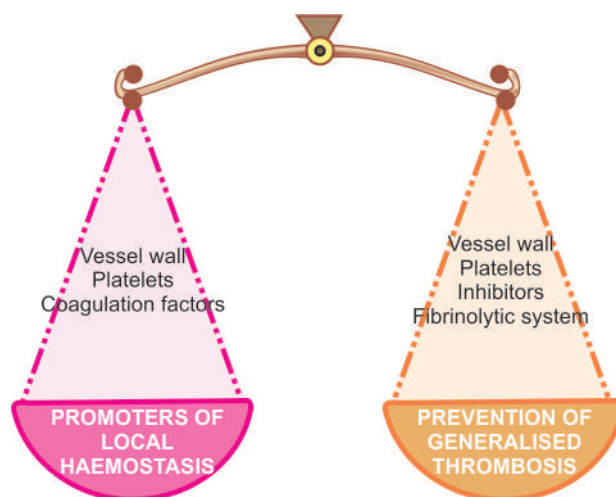 Vessel wall
Platelets
Coagulation factors
PROMOTERS OF
LOCAL
HAEMOSTASIS
Vessel wall
Platelets
Inhibitors
Fibrinolytic system
PREVENTION OF
GENERALISED
THROMBOSIS